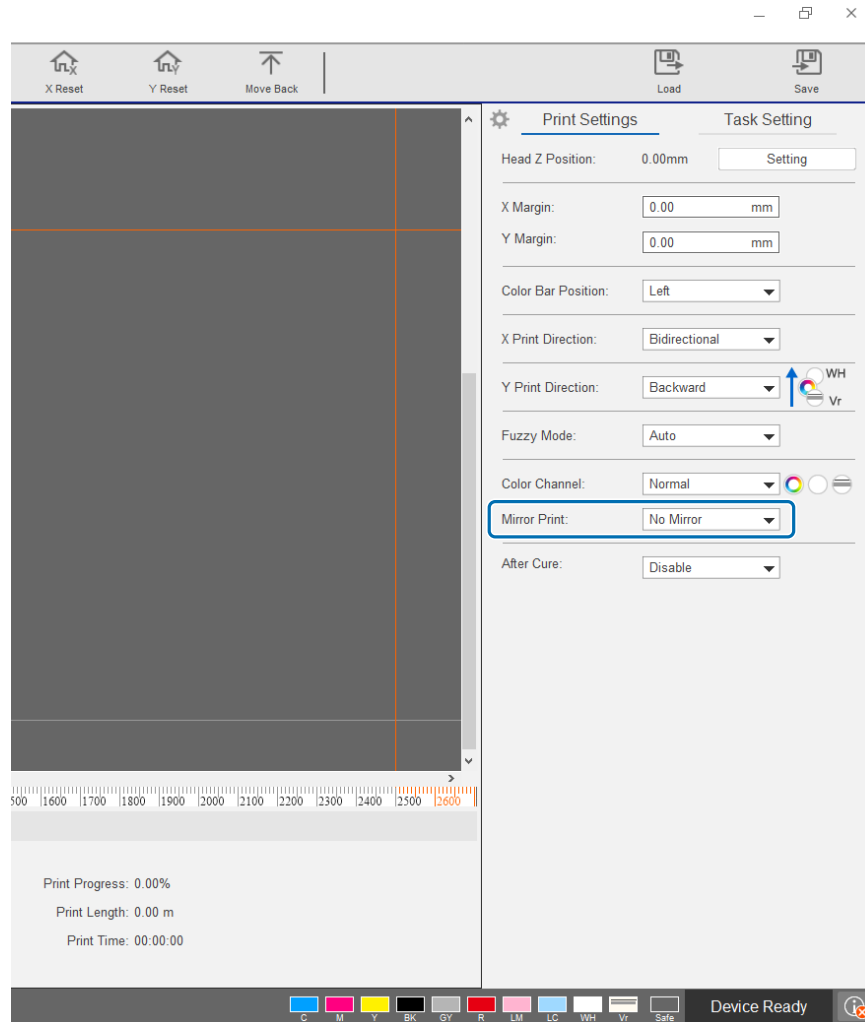 X Reset Y Reset Move Back Load Save
Print Settings Task Setting
Head Z Position: 0.00mm Setting
X Margin: 0.00 mm
Y Margin: 0.00 mm
Color Bar Position: Left
X Print Direction: Bidirectional
Y Print Direction: Backward WH
Vr
Fuzzy Mode: Auto
Color Channel: Normal
Mirror Print: No Mirror
After Cure: Disable
500 1600 1700 1800 1900 2000 2100 2200 2300 2400 2500 2600
Print Progress: 0.00%
Print Length: 0.00 m
Print Time: 00:00:00
C M Y BK GY R LM LC WH Vr Safe Device Ready